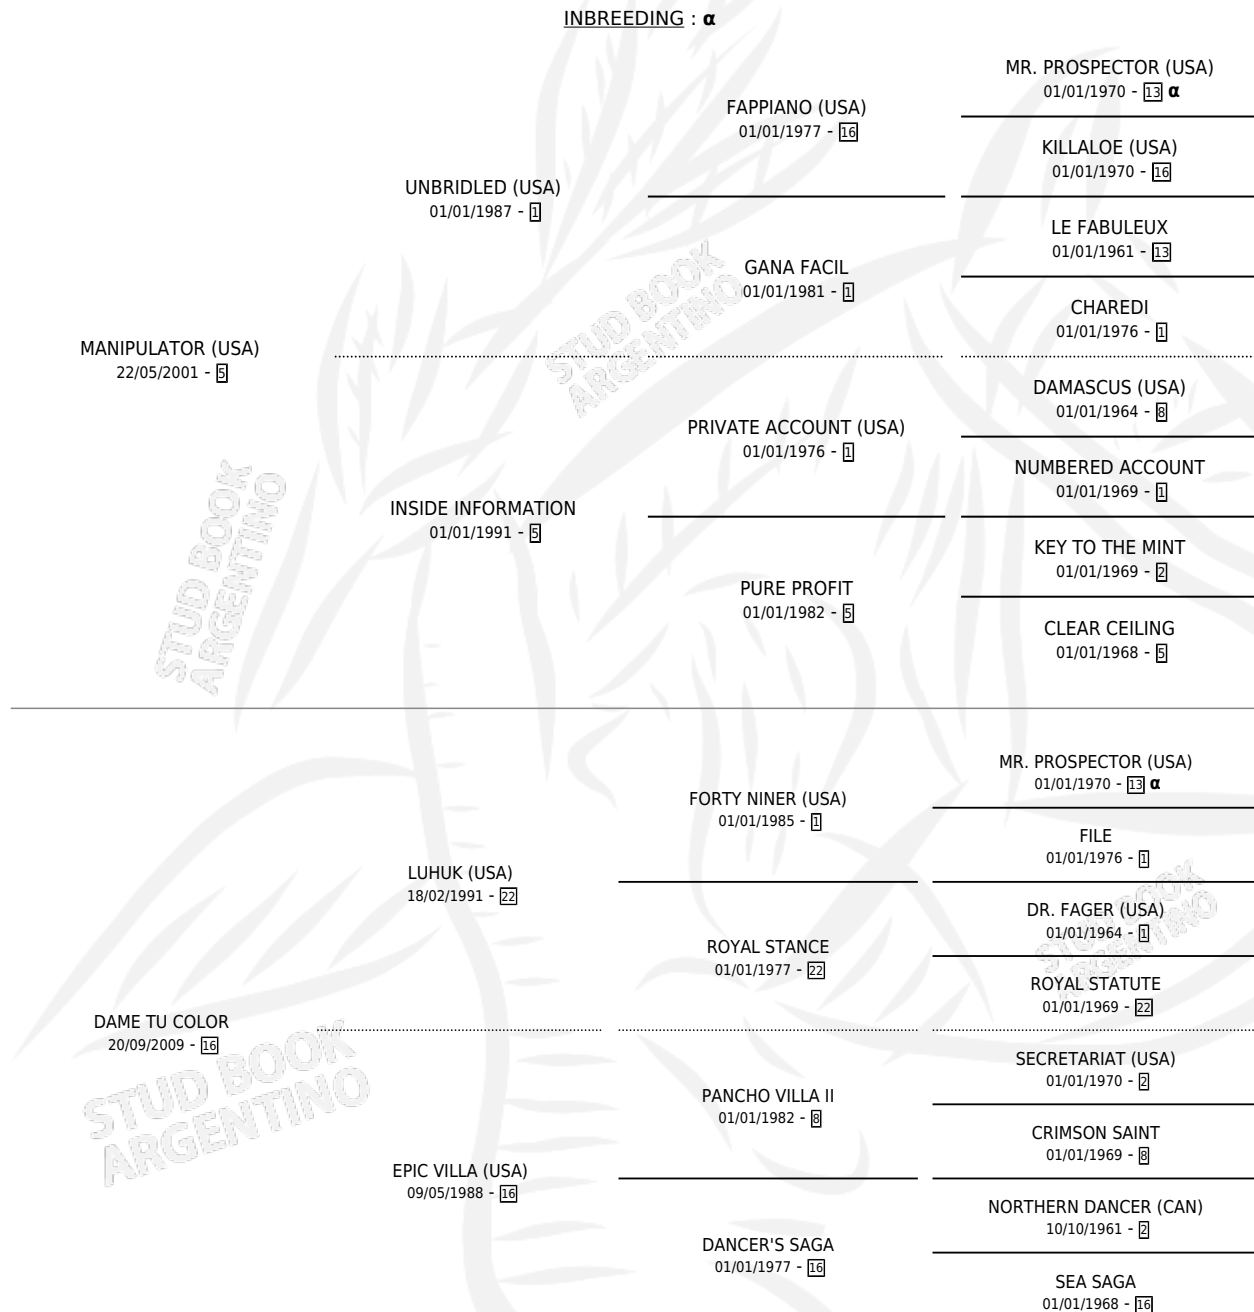 INBREEDING : α
MR. PROSPECTOR (USA)
01/01/1970 - 13 α
FAPPIANO (USA)
01/01/1977 - 16
KILLALOE (USA)
01/01/1970 - 16
UNBRIDLED (USA)
01/01/1987 - 1
LE FABULEUX
01/01/1961 - 13
GANA FACIL
01/01/1981 - 1
CHAREDI
01/01/1976 - 1
MANIPULATOR (USA)
22/05/2001 - 5
DAMASCUS (USA)
01/01/1964 - 8
PRIVATE ACCOUNT (USA)
01/01/1976 - 1
NUMBERED ACCOUNT
01/01/1969 - 1
INSIDE INFORMATION
01/01/1991 - 5
KEY TO THE MINT
01/01/1969 - 2
PURE PROFIT
01/01/1982 - 5
CLEAR CEILING
01/01/1968 - 5
MR. PROSPECTOR (USA)
01/01/1970 - 13 α
FORTY NINER (USA)
01/01/1985 - 1
FILE
01/01/1976 - 1
LUHUK (USA)
18/02/1991 - 22
DR. FAGER (USA)
01/01/1964 - 1
ROYAL STANCE
01/01/1977 - 22
ROYAL STATUTE
01/01/1969 - 22
DAME TU COLOR
20/09/2009 - 16
SECRETARIAT (USA)
01/01/1970 - 2
PANCHO VILLA II
01/01/1982 - 8
CRIMSON SAINT
01/01/1969 - 8
EPIC VILLA (USA)
09/05/1988 - 16
NORTHERN DANCER (CAN)
10/10/1961 - 2
DANCER'S SAGA
01/01/1977 - 16
SEA SAGA
01/01/1968 - 16
STUD BOOK
ARGENTINO
STUD BOOK
ARGENTINO
STUD BOOK
ARGENTINO
STUD BOOK
ARGENTINO